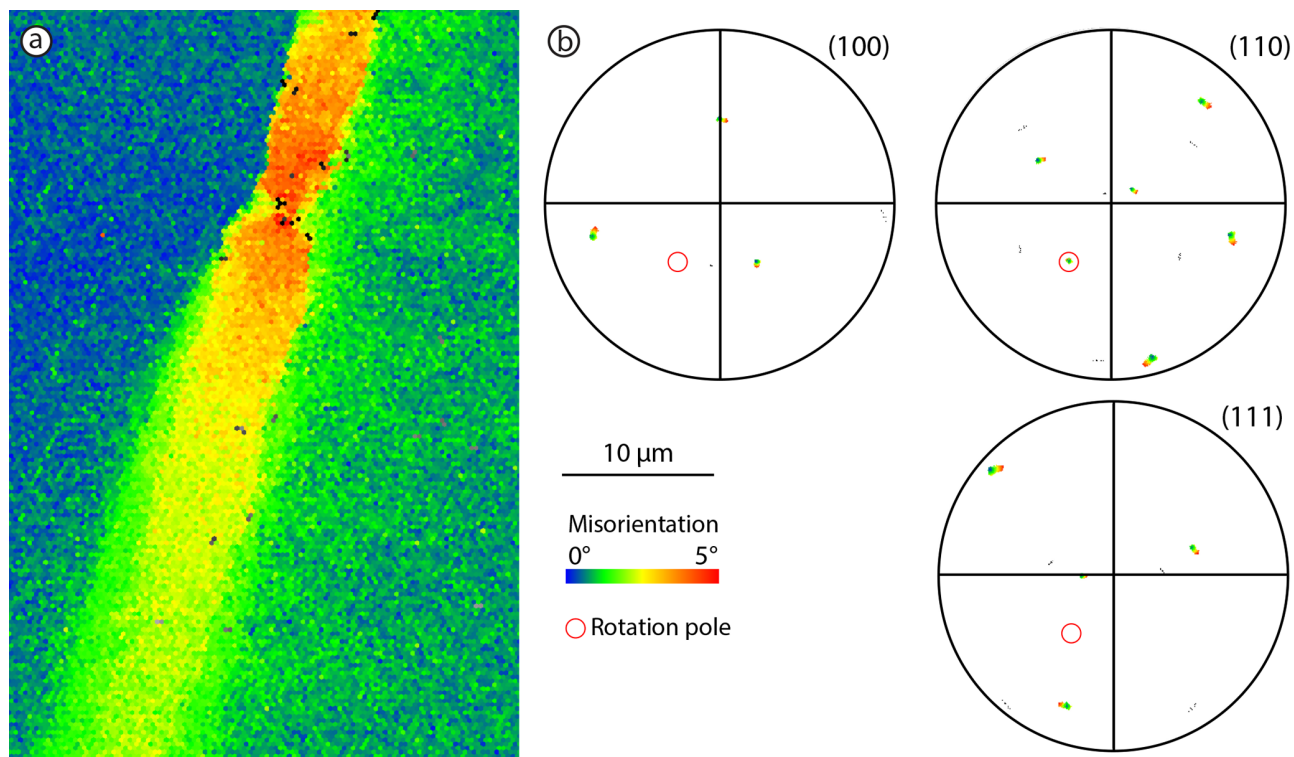 a
b
(100)
(110)
(111)
10 µm
Misorientation
0° 5°
Rotation pole